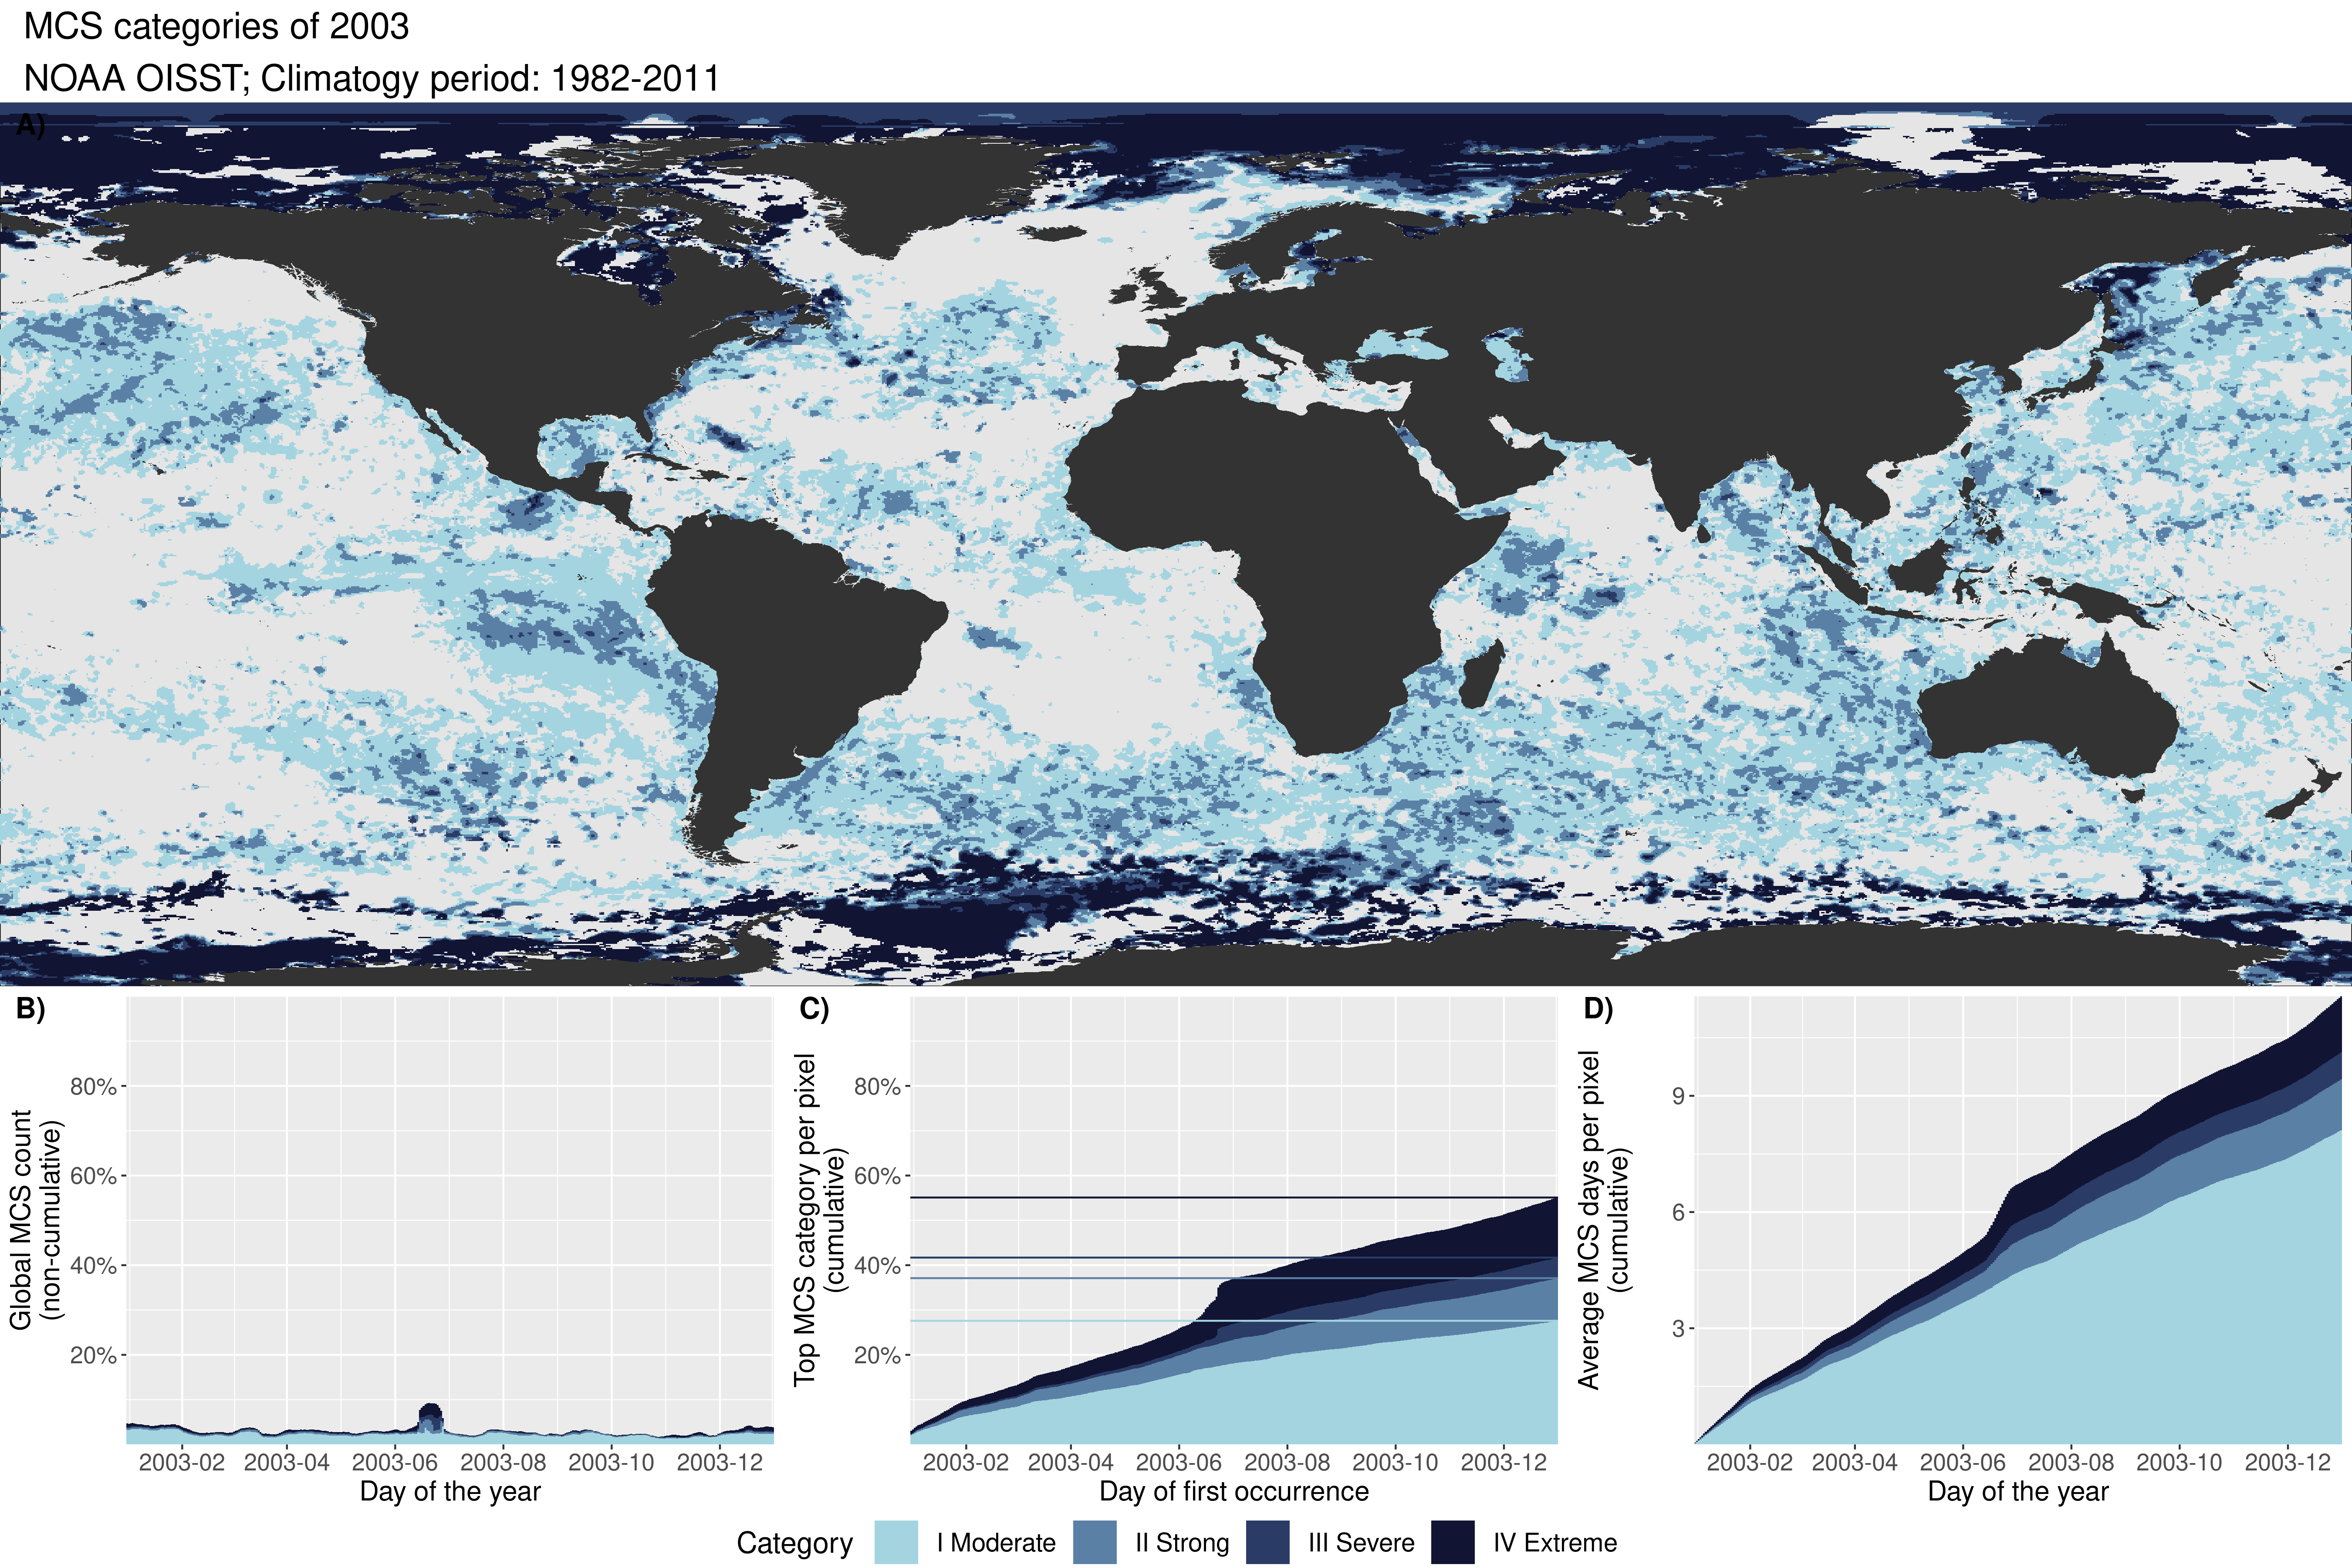 MCS categories of 2003
NOAA OISST; Climatogy period: 1982-2011
A)
B)
Global MCS count
(non-cumulative)
80%
60%
40%
20%
2003-02 2003-04 2003-06 2003-08 2003-10 2003-12
Day of the year
C)
Top MCS category per pixel
(cumulative)
80%
60%
40%
20%
2003-02 2003-04 2003-06 2003-08 2003-10 2003-12
Day of first occurrence
D)
Average MCS days per pixel
(cumulative)
9
6
3
2003-02 2003-04 2003-06 2003-08 2003-10 2003-12
Day of the year
Category I Moderate II Strong III Severe IV Extreme